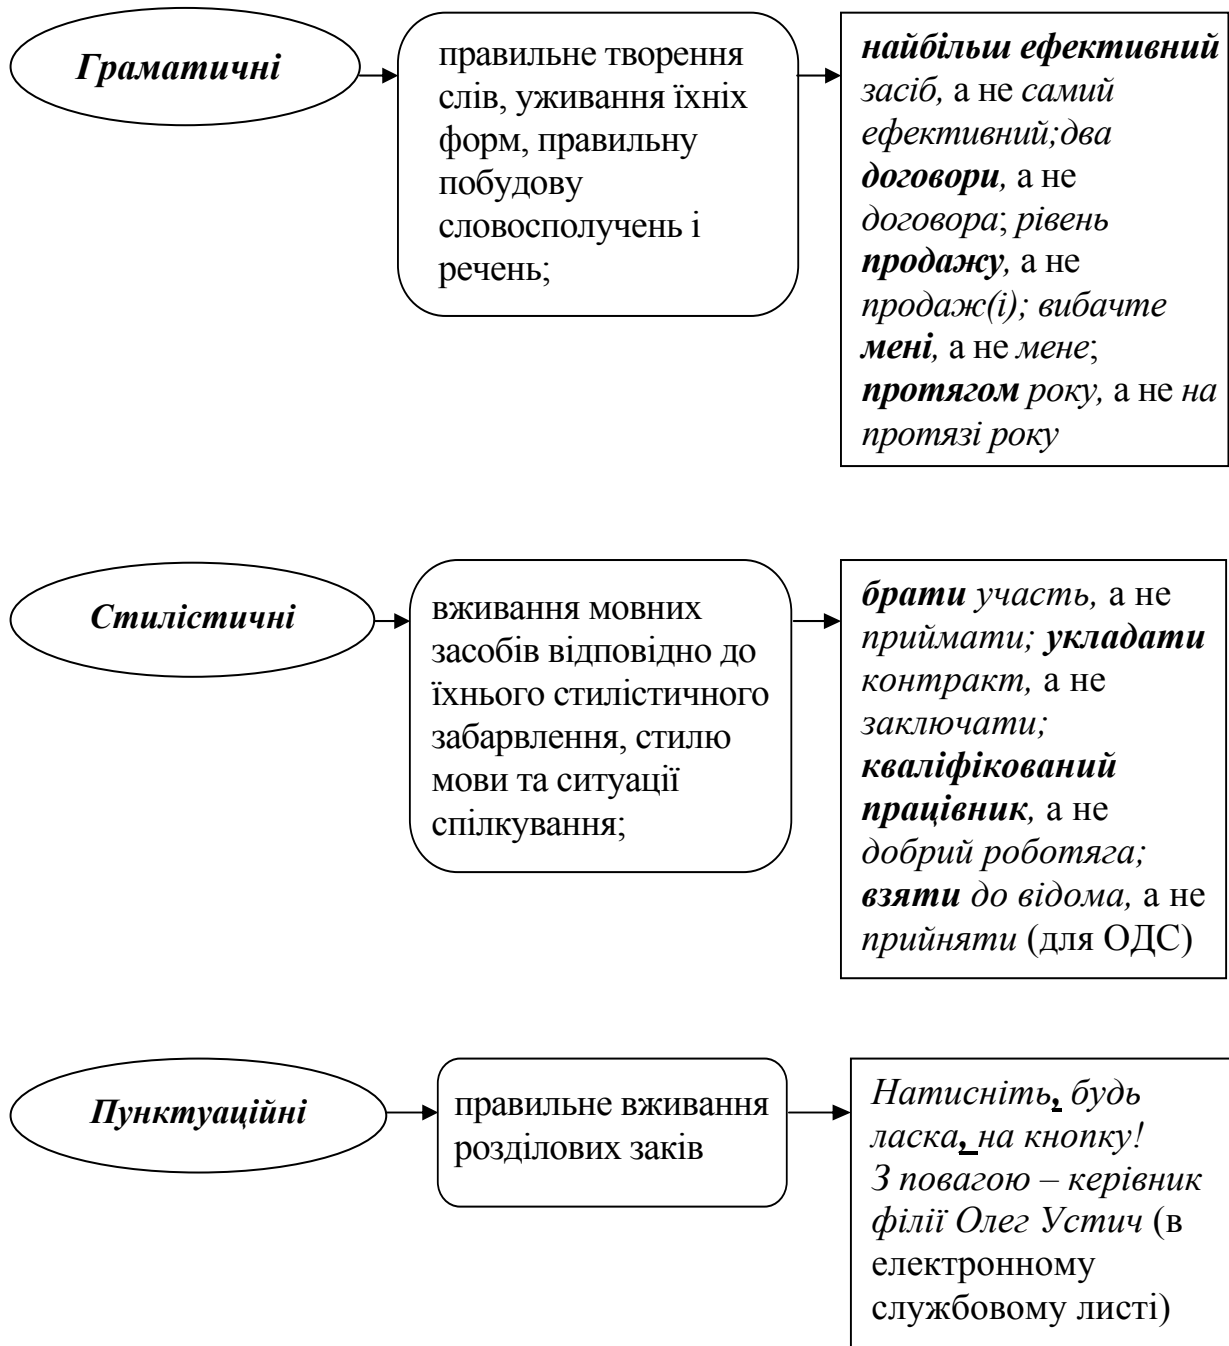 Граматичні
правильне творення
слів, уживання їхніх
форм, правильну
побудову
словосполучень і
речень;
найбільш ефективний
засіб, а не самий
ефективний;два
договори, а не
договора; рівень
продажу, а не
продаж(і); вибачте
мені, а не мене;
протягом року, а не на
протязі року
Стилістичні
вживання мовних
засобів відповідно до
їхнього стилістичного
забарвлення, стилю
мови та ситуації
спілкування;
брати участь, а не
приймати; укладати
контракт, а не
заключати;
кваліфікований
працівник, а не
добрий роботяга;
взяти до відома, а не
прийняти (для ОДС)
Пунктуаційні
правильне вживання
розділових заків
Натисніть, будь
ласка, на кнопку!
З повагою – керівник
філії Олег Устич (в
електронному
службовому листі)